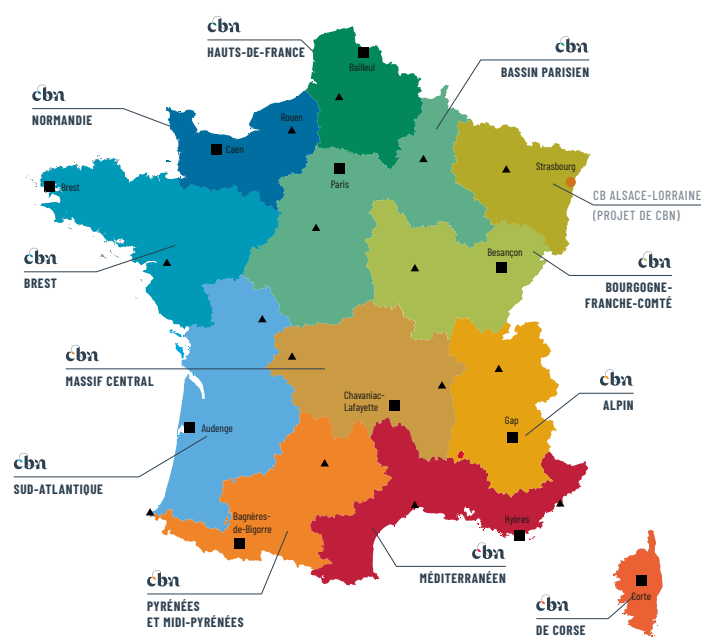 cbn
HAUTS-DE-FRANCE
Bailleul
cbn
BASSIN PARISIEN
cbn
NORMANDIE
Rouen
Caen
Strasbourg
Paris
Brest
CB ALSACE-LORRAINE
(PROJET DE CBN)
cbn
BREST
Besançon
cbn
BOURGOGNE-
FRANCHE-COMTÉ
cbn
MASSIF CENTRAL
Chavaniac-
Lafayette
cbn
ALPIN
Gap
Audenge
cbn
SUD-ATLANTIQUE
Bagnères-
de-Bigorre
Hyères
cbn
MÉDITERRANÉEN
cbn
PYRÉNÉES
ET MIDI-PYRÉNÉES
Corte
cbn
DE CORSE